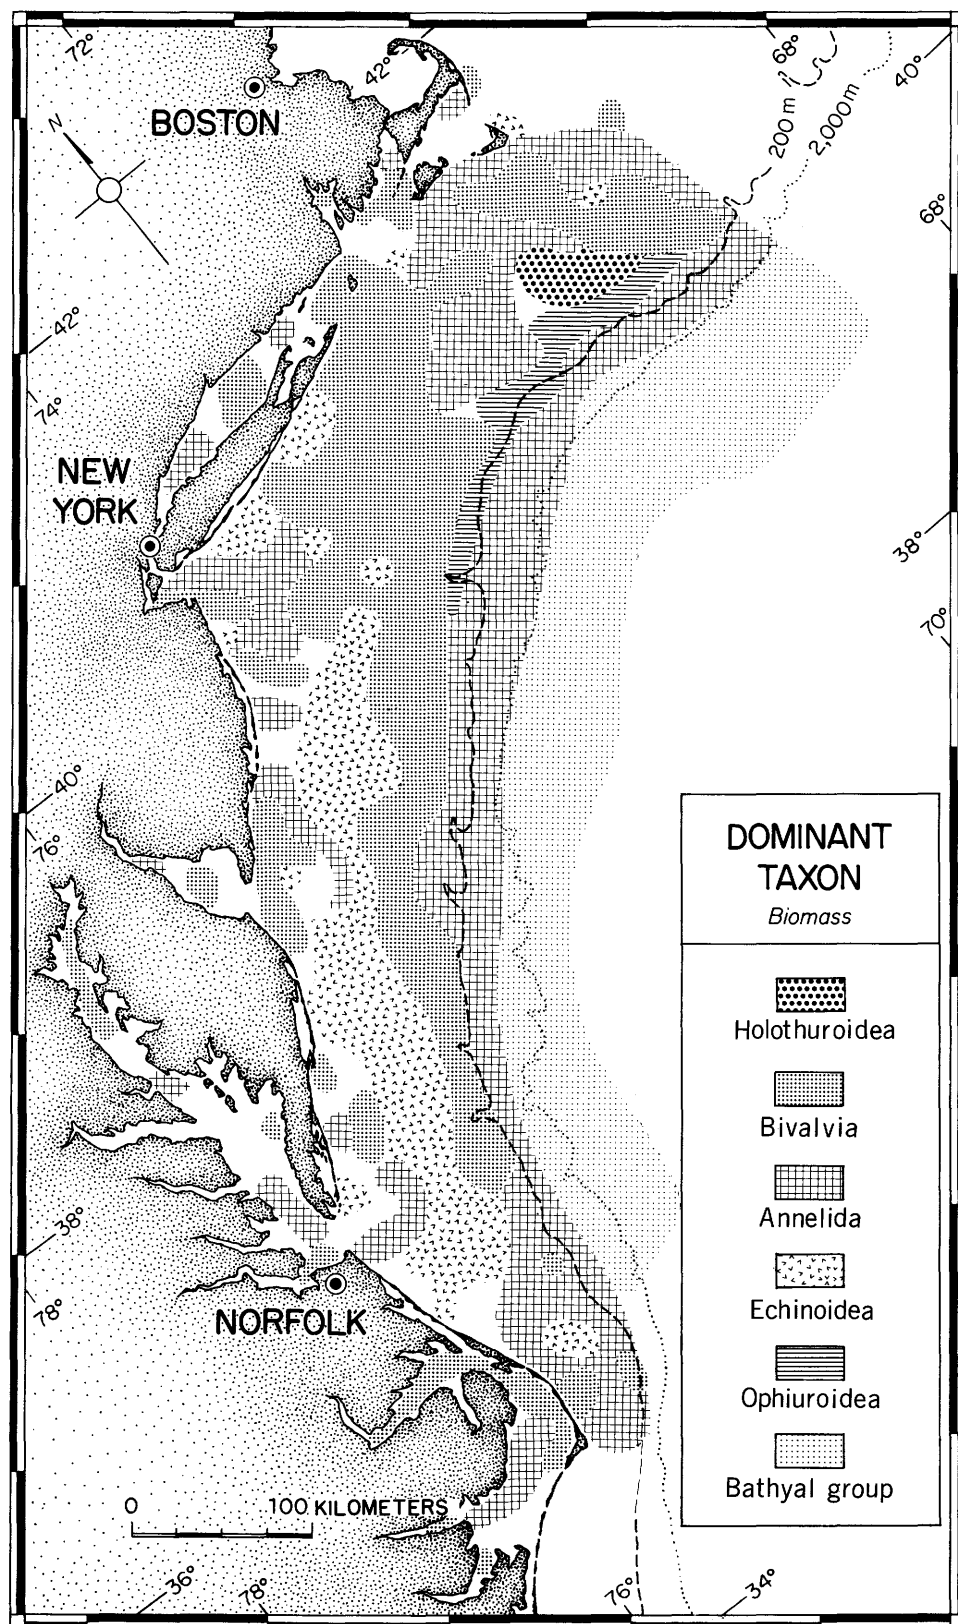 72°
42°
68°
40°
200 m
2,000 m
N
BOSTON
68°
42°
74°
NEW
YORK
38°
70°
40°
76°
DOMINANT
TAXON
Biomass
Holothuroidea
Bivalvia
Annelida
Echinoidea
Ophiuroidea
Bathyal group
38°
78°
NORFOLK
0 100 KILOMETERS
36°
78°
76°
34°